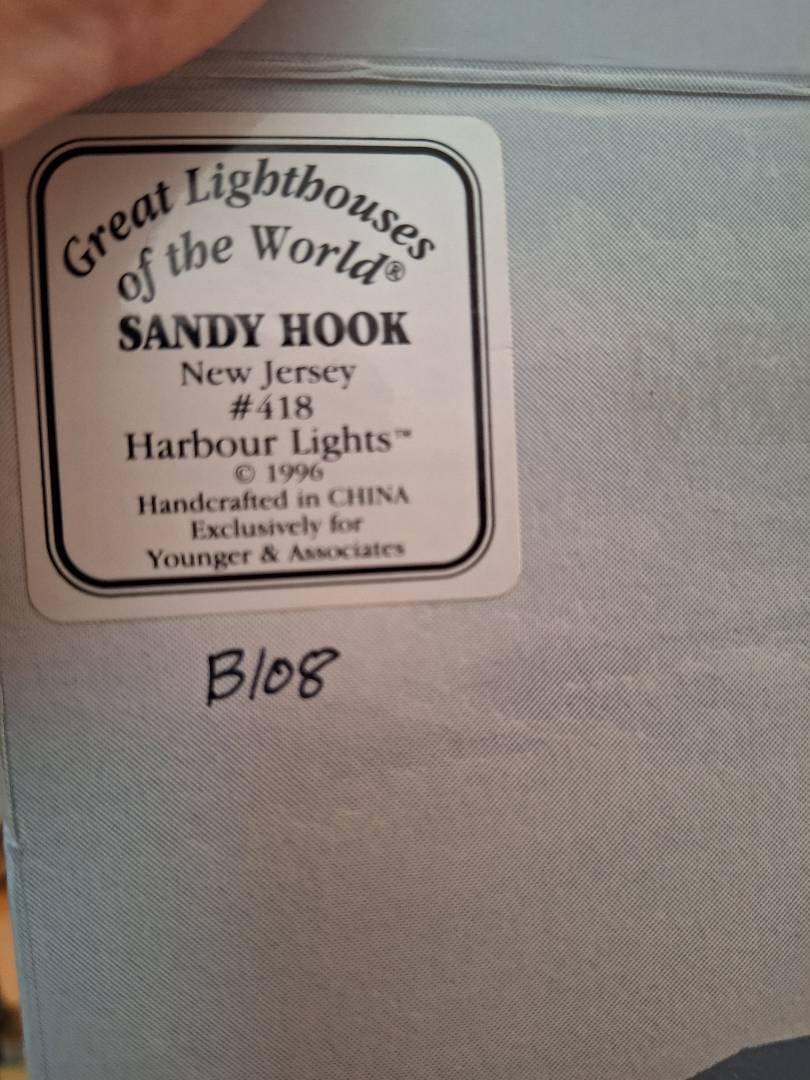 Great Lighthouses
of the World®
SANDY HOOK
New Jersey
#418
Harbour Lights™
© 1996
Handcrafted in CHINA
Exclusively for
Younger & Associates
B108